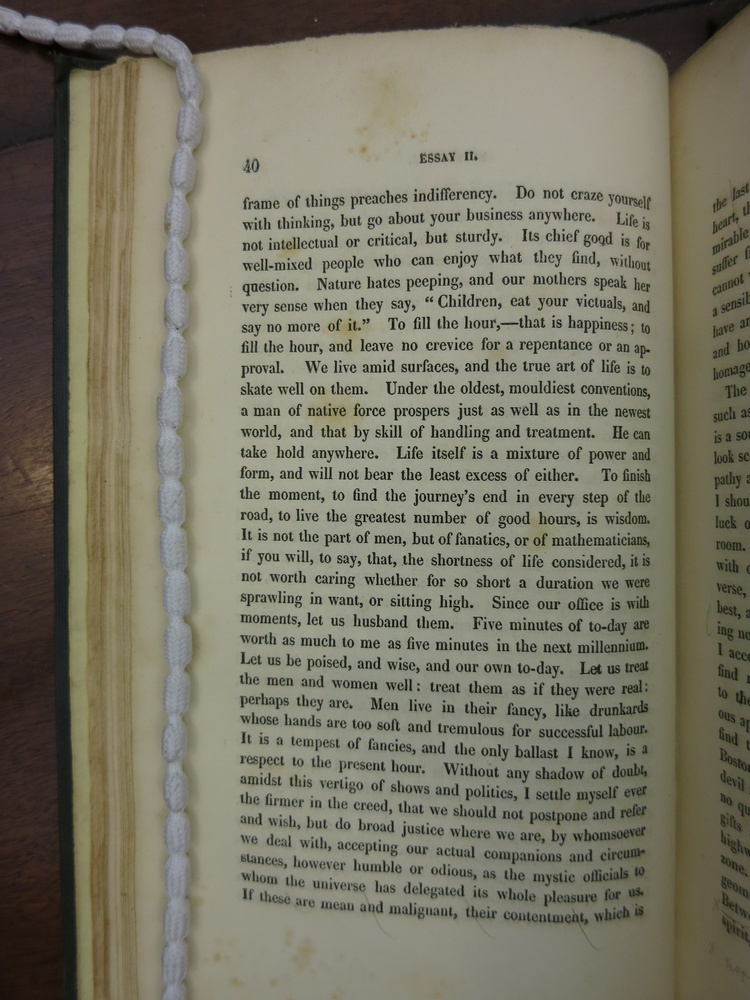 40
ESSAY II.
frame of things preaches indifferency. Do not craze yourself
with thinking, but go about your business anywhere. Life is
not intellectual or critical, but sturdy. Its chief good is for
well-mixed people who can enjoy what they find, without
question. Nature hates peeping, and our mothers speak her
very sense when they say, “Children, eat your victuals, and
say no more of it.” To fill the hour,—that is happiness; to
fill the hour, and leave no crevice for a repentance or an ap-
proval. We live amid surfaces, and the true art of life is to
skate well on them. Under the oldest, mouldiest conventions,
a man of native force prospers just as well as in the newest
world, and that by skill of handling and treatment. He can
take hold anywhere. Life itself is a mixture of power and
form, and will not bear the least excess of either. To finish
the moment, to find the journey's end in every step of the
road, to live the greatest number of good hours, is wisdom.
It is not the part of men, but of fanatics, or of mathematicians,
if you will, to say, that, the shortness of life considered, it is
not worth caring whether for so short a duration we were
sprawling in want, or sitting high. Since our office is with
moments, let us husband them. Five minutes of to-day are
worth as much to me as five minutes in the next millennium.
Let us be poised, and wise, and our own to-day. Let us treat
the men and women well: treat them as if they were real:
perhaps they are. Men live in their fancy, like drunkards
whose hands are too soft and tremulous for successful labour.
It is a tempest of fancies, and the only ballast I know, is a
respect to the present hour. Without any shadow of doubt,
amidst this vertigo of shows and politics, I settle myself ever
the firmer in the creed, that we should not postpone and refer
and wish, but do broad justice where we are, by whomsoever
we deal with, accepting our actual companions and circum-
stances, however humble or odious, as the mystic officials to
whom the universe has delegated its whole pleasure for us.
If these are mean and malignant, their contentment, which is
the last
heart, t
mirable
suffer f
cannot
a sensib
have ar
and ho
homage
The
such as
is a sou
look sc
pathy a
I shou
luck o
room.
with
verse,
best, a
ing no
I acce
find
to the
ous ap
find t
Boston
devil
no qu
gifts
highw
zone.
geom
Betw
spirit